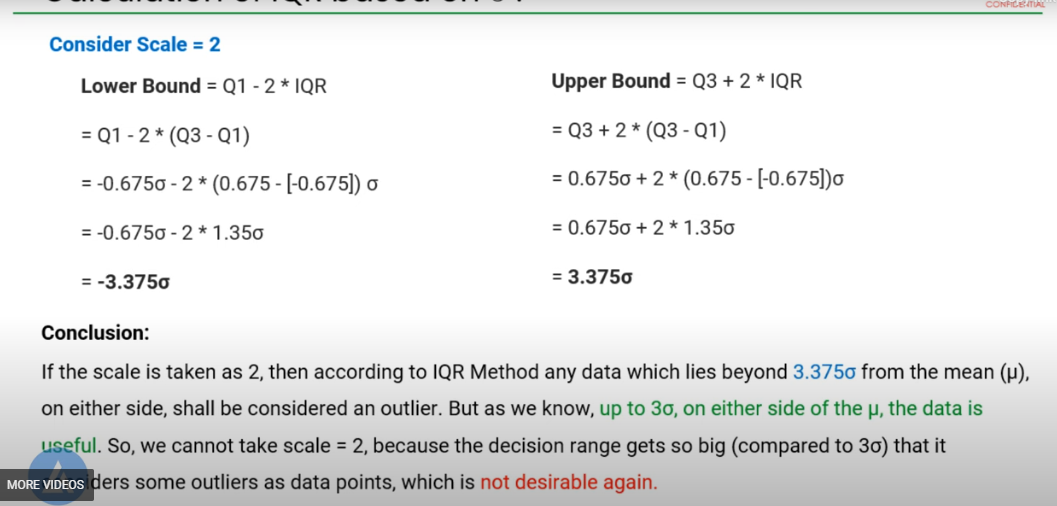 CONFIDENTIAL
Consider Scale = 2
Lower Bound = Q1 - 2 * IQR
= Q1 - 2 * (Q3 - Q1)
= -0.675σ - 2 * (0.675 - [-0.675]) σ
= -0.675σ - 2 * 1.35σ
= -3.375σ
Upper Bound = Q3 + 2 * IQR
= Q3 + 2 * (Q3 - Q1)
= 0.675σ + 2 * (0.675 - [-0.675])σ
= 0.675σ + 2 * 1.35σ
= 3.375σ
Conclusion:
If the scale is taken as 2, then according to IQR Method any data which lies beyond 3.375σ from the mean (μ),
on either side, shall be considered an outlier. But as we know, up to 3σ, on either side of the μ, the data is
useful. So, we cannot take scale = 2, because the decision range gets so big (compared to 3σ) that it
ders some outliers as data points, which is not desirable again.
MORE VIDEOS